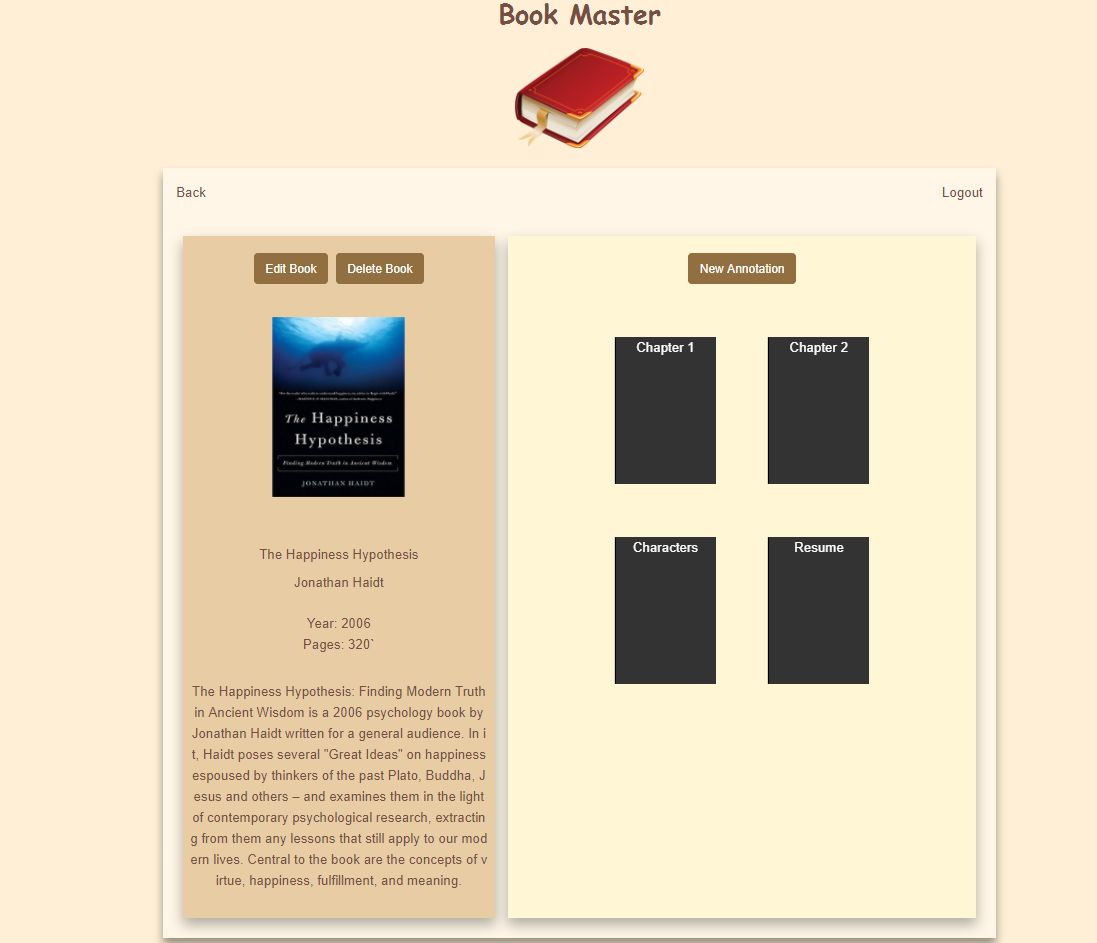 Book Master
Back
Logout
Edit Book
Delete Book
The Happiness
Hypothesis
Finding Modern Truth in Ancient Wisdom
JONATHAN HAIDT
The Happiness Hypothesis
Jonathan Haidt
Year: 2006
Pages: 320`
The Happiness Hypothesis: Finding Modern Truth
in Ancient Wisdom is a 2006 psychology book by
Jonathan Haidt written for a general audience. In i
t, Haidt poses several "Great Ideas" on happiness
espoused by thinkers of the past Plato, Buddha, J
esus and others – and examines them in the light
of contemporary psychological research, extractin
g from them any lessons that still apply to our mod
ern lives. Central to the book are the concepts of v
irtue, happiness, fulfillment, and meaning.
New Annotation
Chapter 1
Chapter 2
Characters
Resume